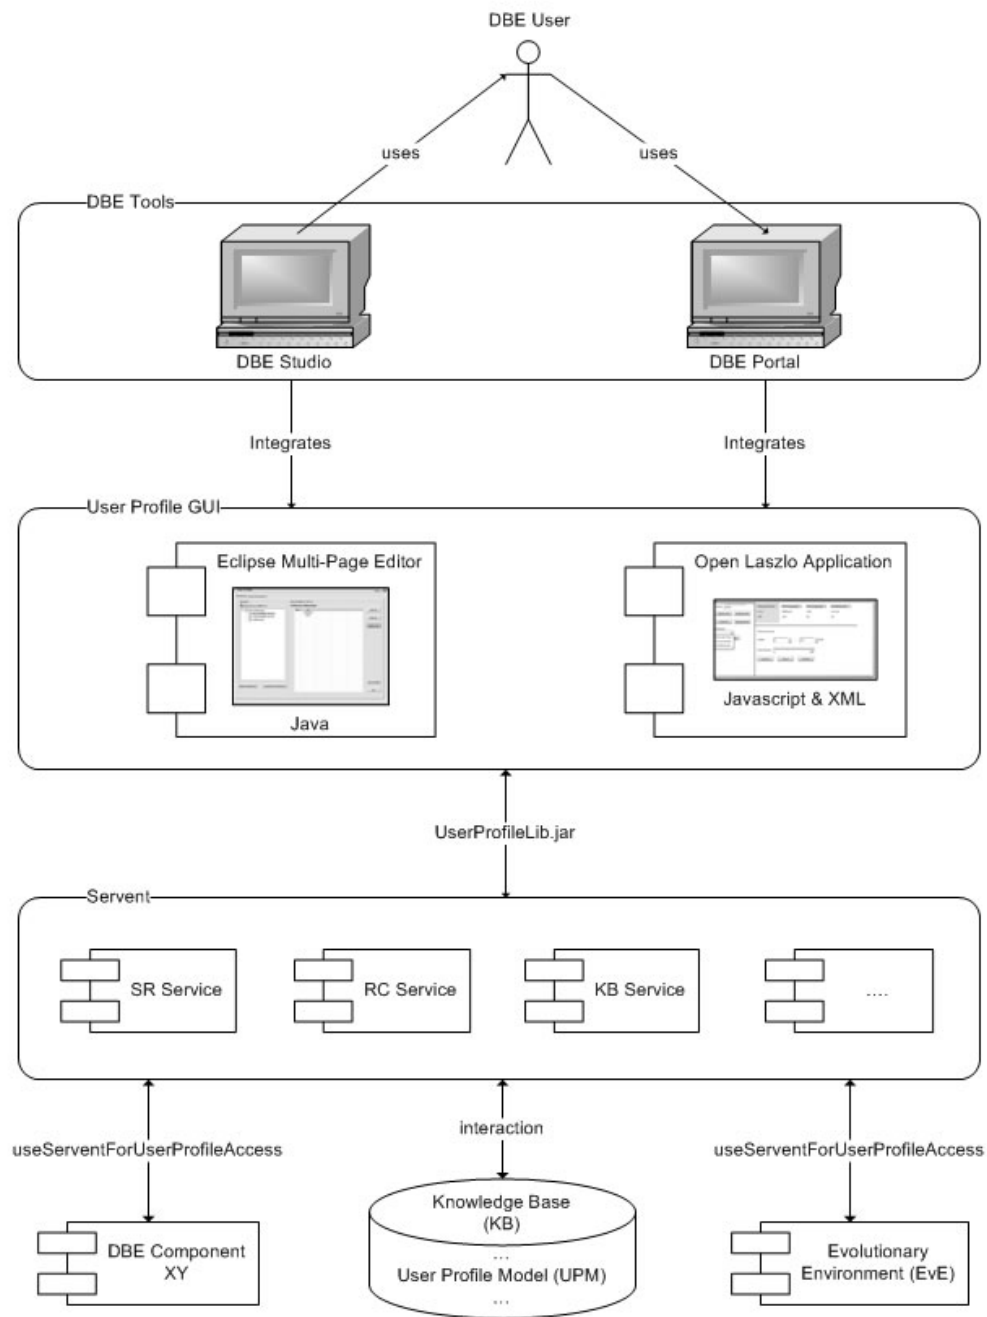 DBE User
uses
uses
DBE Tools
DBE Studio
DBE Portal
Integrates
Integrates
User Profile GUI
Eclipse Multi-Page Editor
Java
Open Laszlo Application
Javascript & XML
UserProfileLib.jar
Servent
SR Service
RC Service
KB Service
....
useServentForUserProfileAccess
interaction
useServentForUserProfileAccess
DBE Component
XY
Knowledge Base
(KB)
...
User Profile Model (UPM)
...
Evolutionary
Environment (EvE)